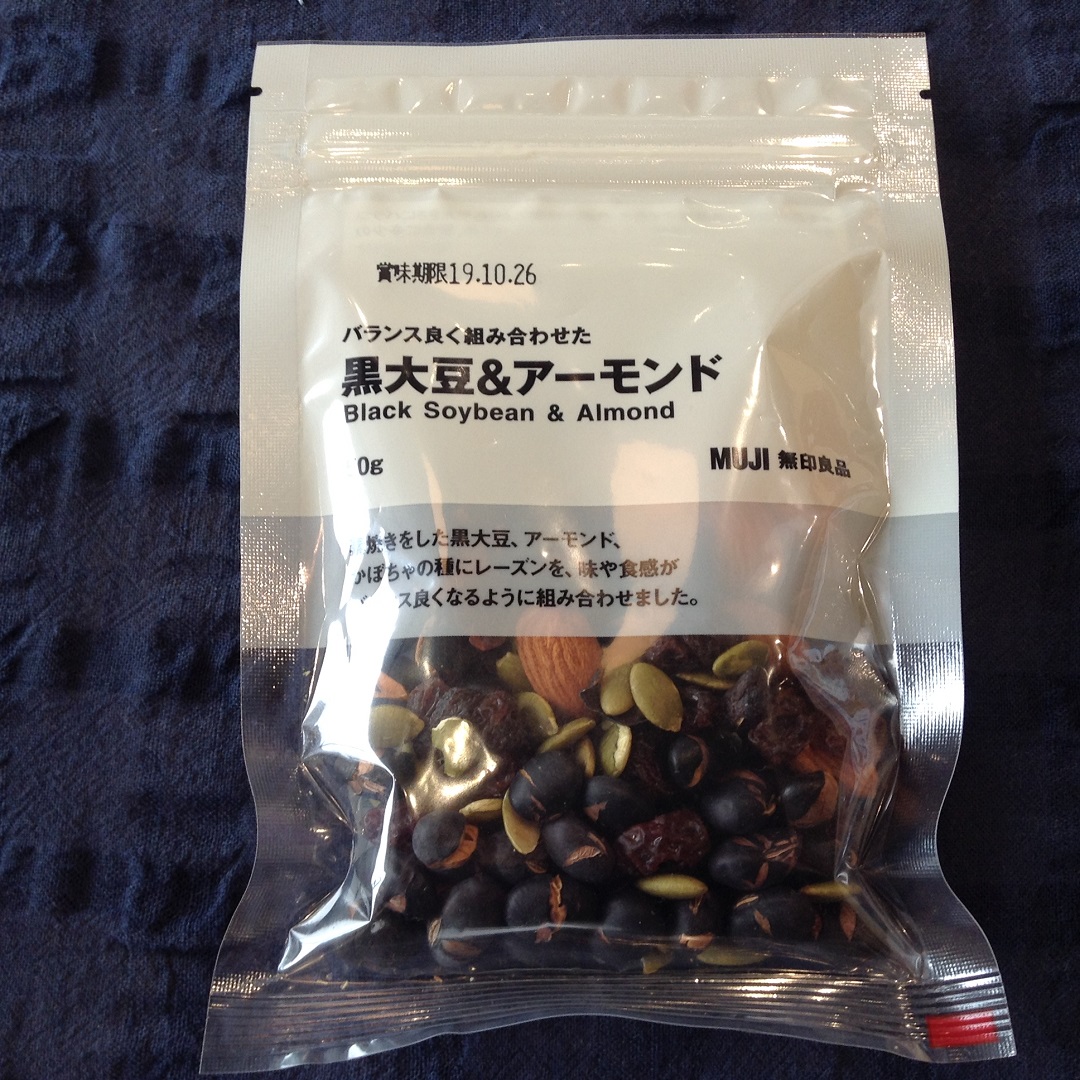 賞味期限19.10.26
バランス良く組み合わせた
黒大豆&アーモンド
Black Soybean & Almond
0g
MUJI 無印良品
焼きをした黒大豆、アーモンド、
かぼちゃの種にレーズンを、味や食感が
ス良くなるように組み合わせました。